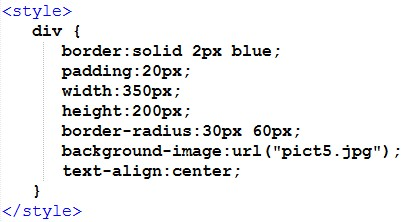 <style>
div {
border:solid 2px blue;
padding:20px;
width:350px;
height:200px;
border-radius:30px 60px;
background-image:url("pict5.jpg");
text-align:center;
}
</style>